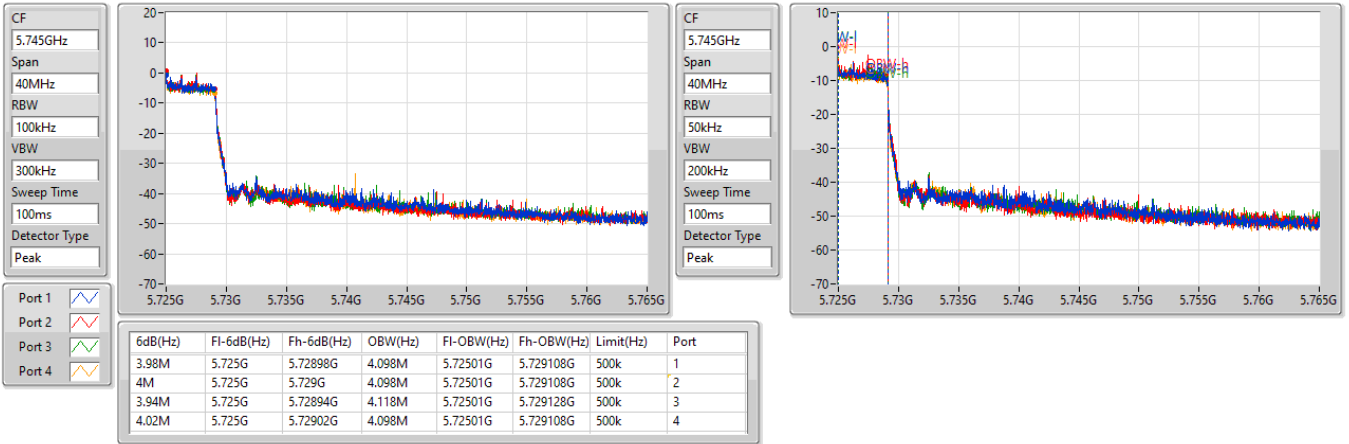 CF
5.745GHz
Span
40MHz
RBW
100kHz
VBW
300kHz
Sweep Time
100ms
Detector Type
Peak
20
10
0
-10
-20
-30
-40
-50
-60
-70
5.725G 5.73G 5.735G 5.74G 5.745G 5.75G 5.755G 5.76G 5.765G
CF
5.745GHz
Span
40MHz
RBW
50kHz
VBW
200kHz
Sweep Time
100ms
Detector Type
Peak
10
0
-10
-20
-30
-40
-50
-60
-70
5.725G 5.73G 5.735G 5.74G 5.745G 5.75G 5.755G 5.76G 5.765G
Port 1
Port 2
Port 3
Port 4
6dB(Hz) Fl-6dB(Hz) Fh-6dB(Hz) OBW(Hz) Fl-OBW(Hz) Fh-OBW(Hz) Limit(Hz) Port
3.98M 5.725G 5.72898G 4.098M 5.72501G 5.729108G 500k 1
4M 5.725G 5.729G 4.098M 5.72501G 5.729108G 500k 2
3.94M 5.725G 5.72894G 4.118M 5.72501G 5.729128G 500k 3
4.02M 5.725G 5.72902G 4.098M 5.72501G 5.729108G 500k 4